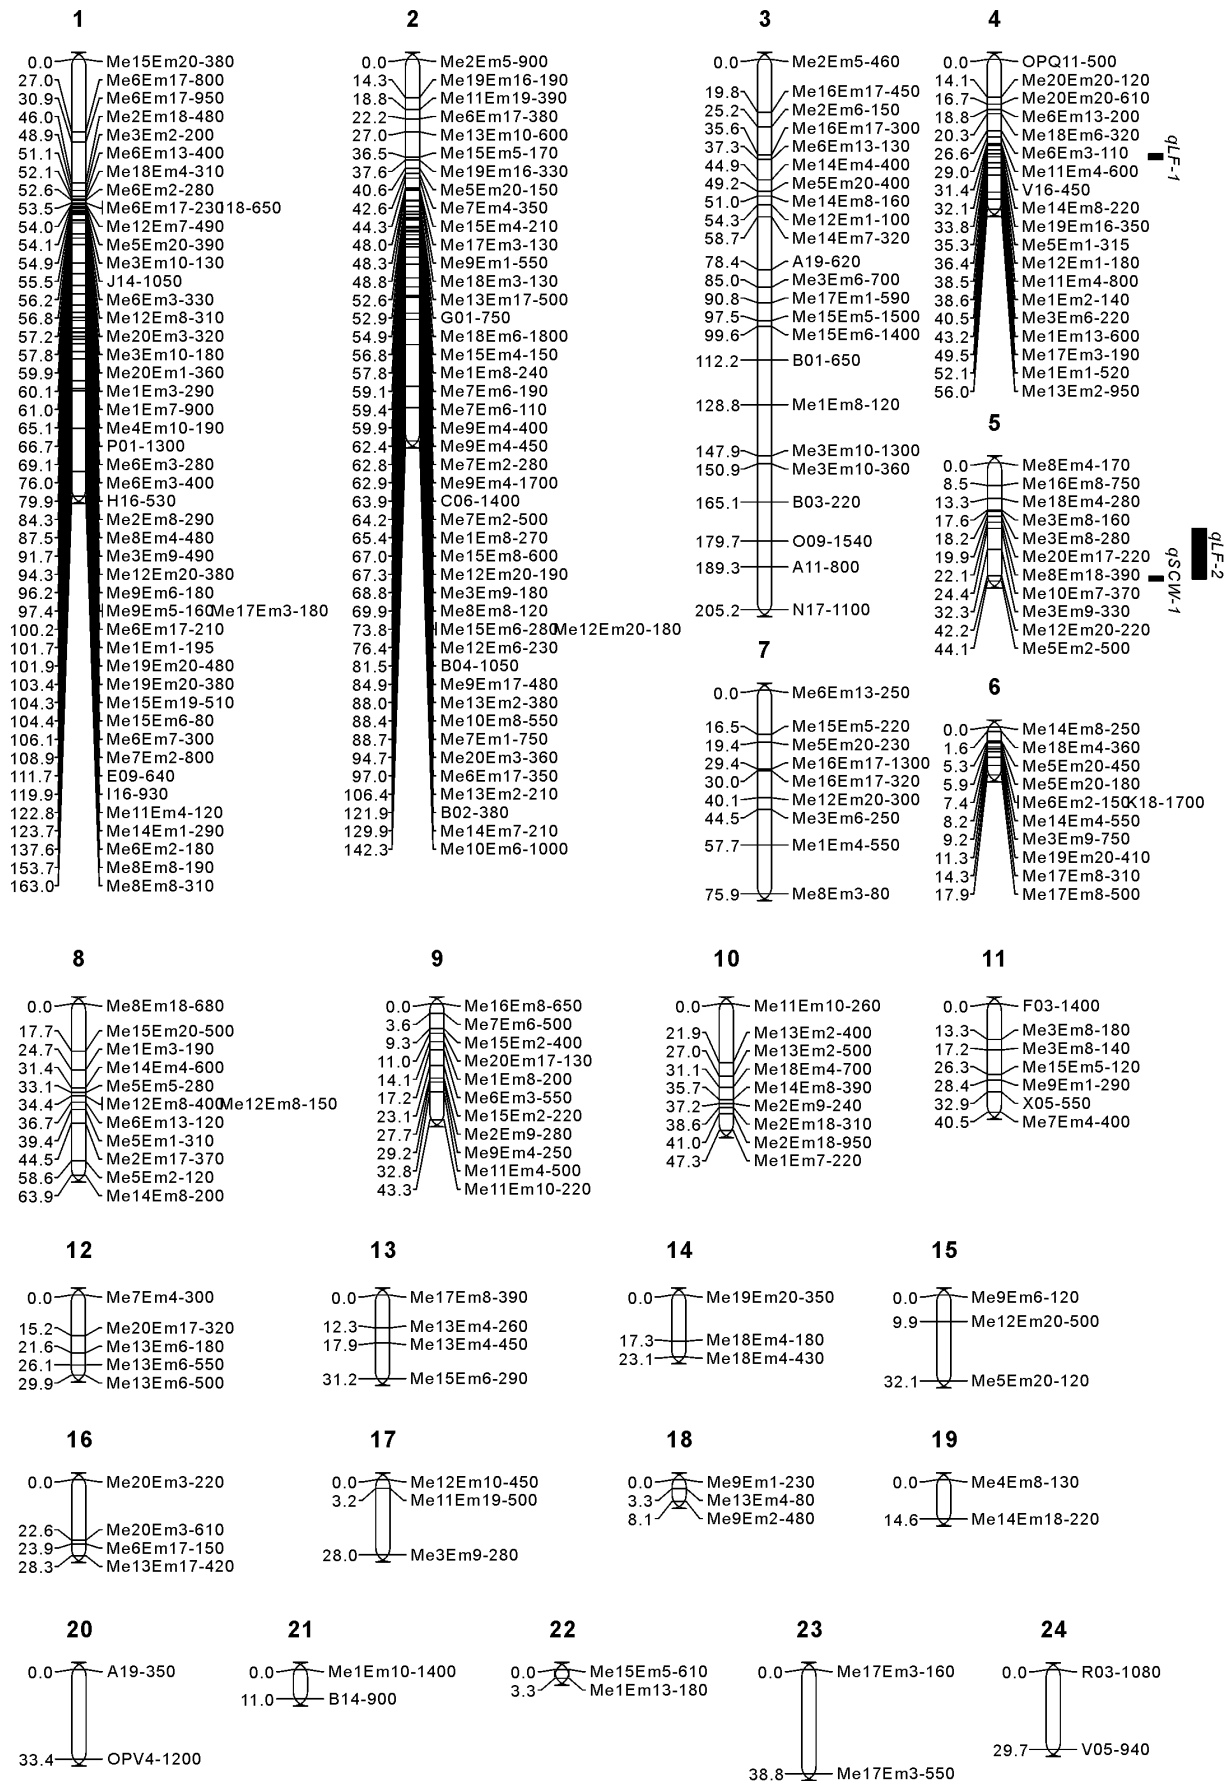 1
0.0 Me15Em20-380
27.0 Me6Em17-800
30.9 Me6Em17-950
46.0 Me2Em18-480
48.9 Me3Em2-200
51.1 Me6Em13-400
52.1 Me18Em4-310
52.6 Me6Em2-280
53.5 Me6Em17-230 I18-650
54.0 Me12Em7-490
54.1 Me5Em20-390
54.9 Me3Em10-130
55.5 J14-1050
56.2 Me6Em3-330
56.8 Me12Em8-310
57.2 Me20Em3-320
57.8 Me3Em10-180
59.9 Me20Em1-360
60.1 Me1Em3-290
61.0 Me1Em7-900
65.1 Me4Em10-190
66.7 P01-1300
69.1 Me6Em3-280
76.0 Me6Em3-400
79.9 H16-530
84.3 Me2Em8-290
87.5 Me8Em4-480
91.7 Me3Em9-490
94.3 Me12Em20-380
96.2 Me9Em6-180
97.4 Me9Em5-160 Me17Em3-180
100.2 Me6Em17-210
101.7 Me1Em1-195
101.9 Me19Em20-480
103.4 Me19Em20-380
104.3 Me15Em19-510
104.4 Me15Em6-80
106.1 Me6Em7-300
108.9 Me7Em2-800
111.7 E09-640
119.9 I16-930
122.8 Me11Em4-120
123.7 Me14Em1-290
137.6 Me6Em2-180
153.7 Me8Em8-190
163.0 Me8Em8-310
2
0.0 Me2Em5-900
14.3 Me19Em16-190
18.8 Me11Em19-390
22.2 Me6Em17-380
27.0 Me13Em10-600
36.5 Me15Em5-170
37.6 Me19Em16-330
40.6 Me5Em20-150
42.6 Me7Em4-350
44.3 Me15Em4-210
48.0 Me17Em3-130
48.3 Me9Em1-550
48.8 Me18Em3-130
52.6 Me13Em17-500
52.9 G01-750
54.9 Me18Em6-1800
56.8 Me15Em4-150
57.8 Me1Em8-240
59.1 Me7Em6-190
59.4 Me7Em6-110
59.9 Me9Em4-400
62.4 Me9Em4-450
62.8 Me7Em2-280
62.9 Me9Em4-1700
63.9 C06-1400
64.2 Me7Em2-500
65.4 Me1Em8-270
67.0 Me15Em8-600
67.3 Me12Em20-190
68.8 Me3Em9-180
69.9 Me8Em8-120
73.8 Me15Em6-280 Me12Em20-180
76.4 Me12Em6-230
81.5 B04-1050
84.9 Me9Em17-480
88.0 Me13Em2-380
88.4 Me10Em8-550
88.7 Me7Em1-750
94.7 Me20Em3-360
97.0 Me6Em17-350
106.4 Me13Em2-210
121.9 B02-380
129.9 Me14Em7-210
142.3 Me10Em6-1000
3
0.0 Me2Em5-460
19.8 Me16Em17-450
25.2 Me2Em6-150
35.6 Me16Em17-300
37.3 Me6Em13-130
44.9 Me14Em4-400
49.2 Me5Em20-400
51.0 Me14Em8-160
54.3 Me12Em1-100
58.7 Me14Em7-320
78.4 A19-620
85.0 Me3Em6-700
90.8 Me17Em1-590
97.5 Me15Em5-1500
99.6 Me15Em6-1400
112.2 B01-650
128.8 Me1Em8-120
147.9 Me3Em10-1300
150.9 Me3Em10-360
165.1 B03-220
179.7 O09-1540
189.3 A11-800
205.2 N17-1100
4
0.0 OPQ11-500
14.1 Me20Em20-120
16.7 Me20Em20-610
18.8 Me6Em13-200
20.3 Me18Em6-320
26.6 Me6Em3-110
29.0 Me11Em4-600
31.4 V16-450
32.1 Me14Em8-220
33.8 Me19Em16-350
35.3 Me5Em1-315
36.4 Me12Em1-180
38.5 Me11Em4-800
38.6 Me1Em2-140
40.5 Me3Em6-220
43.2 Me1Em13-600
49.5 Me17Em3-190
52.1 Me1Em1-520
56.0 Me13Em2-950
qLF-1
5
0.0 Me8Em4-170
8.5 Me16Em8-750
13.3 Me18Em4-280
17.6 Me3Em8-160
18.2 Me3Em8-280
19.9 Me20Em17-220
22.1 Me8Em18-390
24.4 Me10Em7-370
32.3 Me3Em9-330
42.2 Me12Em20-220
44.1 Me5Em2-500
qSCW-1
qLF-2
7
0.0 Me6Em13-250
16.5 Me15Em5-220
19.4 Me5Em20-230
29.4 Me16Em17-1300
30.0 Me16Em17-320
40.1 Me12Em20-300
44.5 Me3Em6-250
57.7 Me1Em4-550
75.9 Me8Em3-80
6
0.0 Me14Em8-250
1.6 Me18Em4-360
5.3 Me5Em20-450
5.9 Me5Em20-180
7.4 Me6Em2-150 K18-1700
8.2 Me14Em4-550
9.2 Me3Em9-750
11.3 Me19Em20-410
14.3 Me17Em8-310
17.9 Me17Em8-500
8
0.0 Me8Em18-680
17.7 Me15Em20-500
24.7 Me1Em3-190
31.4 Me14Em4-600
33.1 Me5Em5-280
34.4 Me12Em8-400 Me12Em8-150
36.7 Me6Em13-120
39.4 Me5Em1-310
44.5 Me2Em17-370
58.6 Me5Em2-120
63.9 Me14Em8-200
9
0.0 Me16Em8-650
3.6 Me7Em6-500
9.3 Me15Em2-400
11.0 Me20Em17-130
14.1 Me1Em8-200
17.2 Me6Em3-550
23.1 Me15Em2-220
27.7 Me2Em9-280
29.2 Me9Em4-250
32.8 Me11Em4-500
43.3 Me11Em10-220
10
0.0 Me11Em10-260
21.9 Me13Em2-400
27.0 Me13Em2-500
31.1 Me18Em4-700
35.7 Me14Em8-390
37.2 Me2Em9-240
38.6 Me2Em18-310
41.0 Me2Em18-950
47.3 Me1Em7-220
11
0.0 F03-1400
13.3 Me3Em8-180
17.2 Me3Em8-140
26.3 Me15Em5-120
28.4 Me9Em1-290
32.9 X05-550
40.5 Me7Em4-400
12
0.0 Me7Em4-300
15.2 Me20Em17-320
21.6 Me13Em6-180
26.1 Me13Em6-550
29.9 Me13Em6-500
13
0.0 Me17Em8-390
12.3 Me13Em4-260
17.9 Me13Em4-450
31.2 Me15Em6-290
14
0.0 Me19Em20-350
17.3 Me18Em4-180
23.1 Me18Em4-430
15
0.0 Me9Em6-120
9.9 Me12Em20-500
32.1 Me5Em20-120
16
0.0 Me20Em3-220
22.6 Me20Em3-610
23.9 Me6Em17-150
28.3 Me13Em17-420
17
0.0 Me12Em10-450
3.2 Me11Em19-500
28.0 Me3Em9-280
18
0.0 Me9Em1-230
3.3 Me13Em4-80
8.1 Me9Em2-480
19
0.0 Me4Em8-130
14.6 Me14Em18-220
20
0.0 A19-350
33.4 OPV4-1200
21
0.0 Me1Em10-1400
11.0 B14-900
22
0.0 Me15Em5-610
3.3 Me1Em13-180
23
0.0 Me17Em3-160
38.8 Me17Em3-550
24
0.0 R03-1080
29.7 V05-940